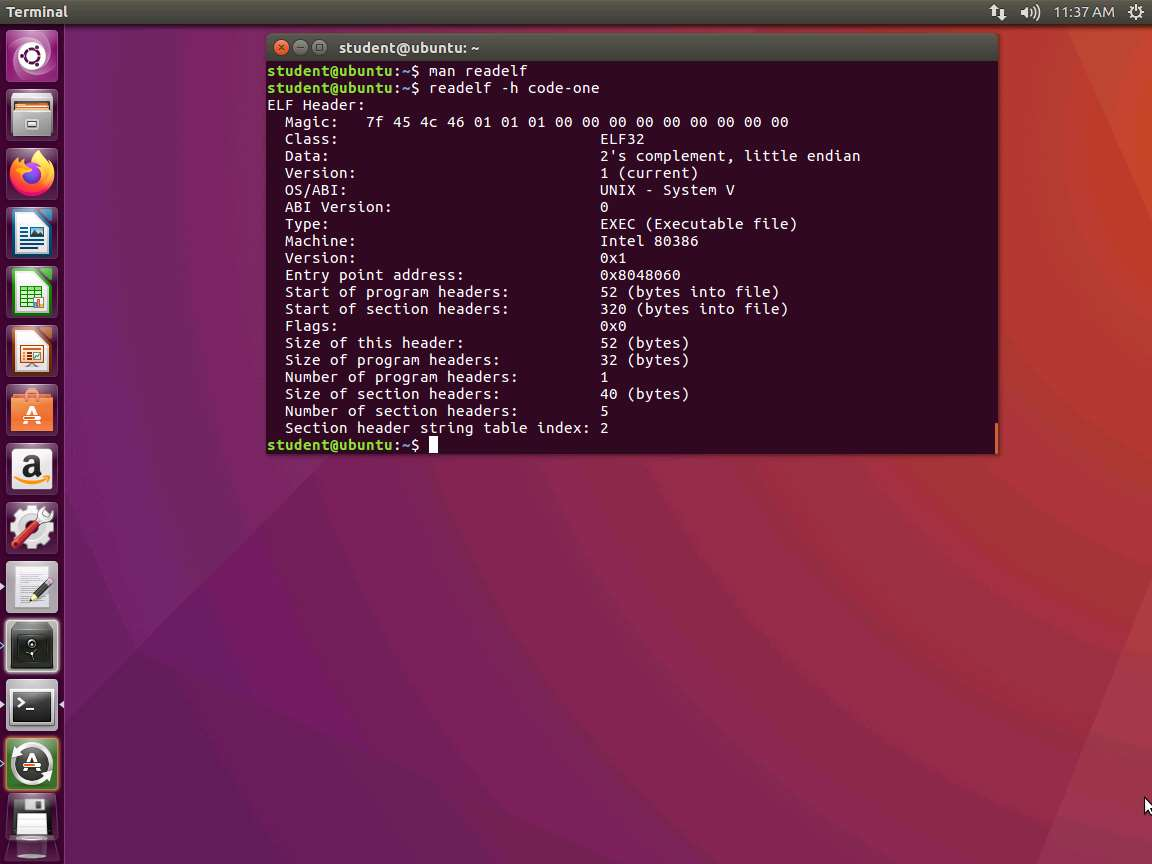 Terminal
11:37 AM
student@ubuntu: ~
student@ubuntu:~$ man readelf
student@ubuntu:~$ readelf -h code-one
ELF Header:
  Magic:   7f 45 4c 46 01 01 01 00 00 00 00 00 00 00 00 00
  Class:                             ELF32
  Data:                              2's complement, little endian
  Version:                           1 (current)
  OS/ABI:                            UNIX - System V
  ABI Version:                       0
  Type:                              EXEC (Executable file)
  Machine:                           Intel 80386
  Version:                           0x1
  Entry point address:               0x8048060
  Start of program headers:          52 (bytes into file)
  Start of section headers:          320 (bytes into file)
  Flags:                             0x0
  Size of this header:               52 (bytes)
  Size of program headers:           32 (bytes)
  Number of program headers:         1
  Size of section headers:           40 (bytes)
  Number of section headers:         5
  Section header string table index: 2
student@ubuntu:~$